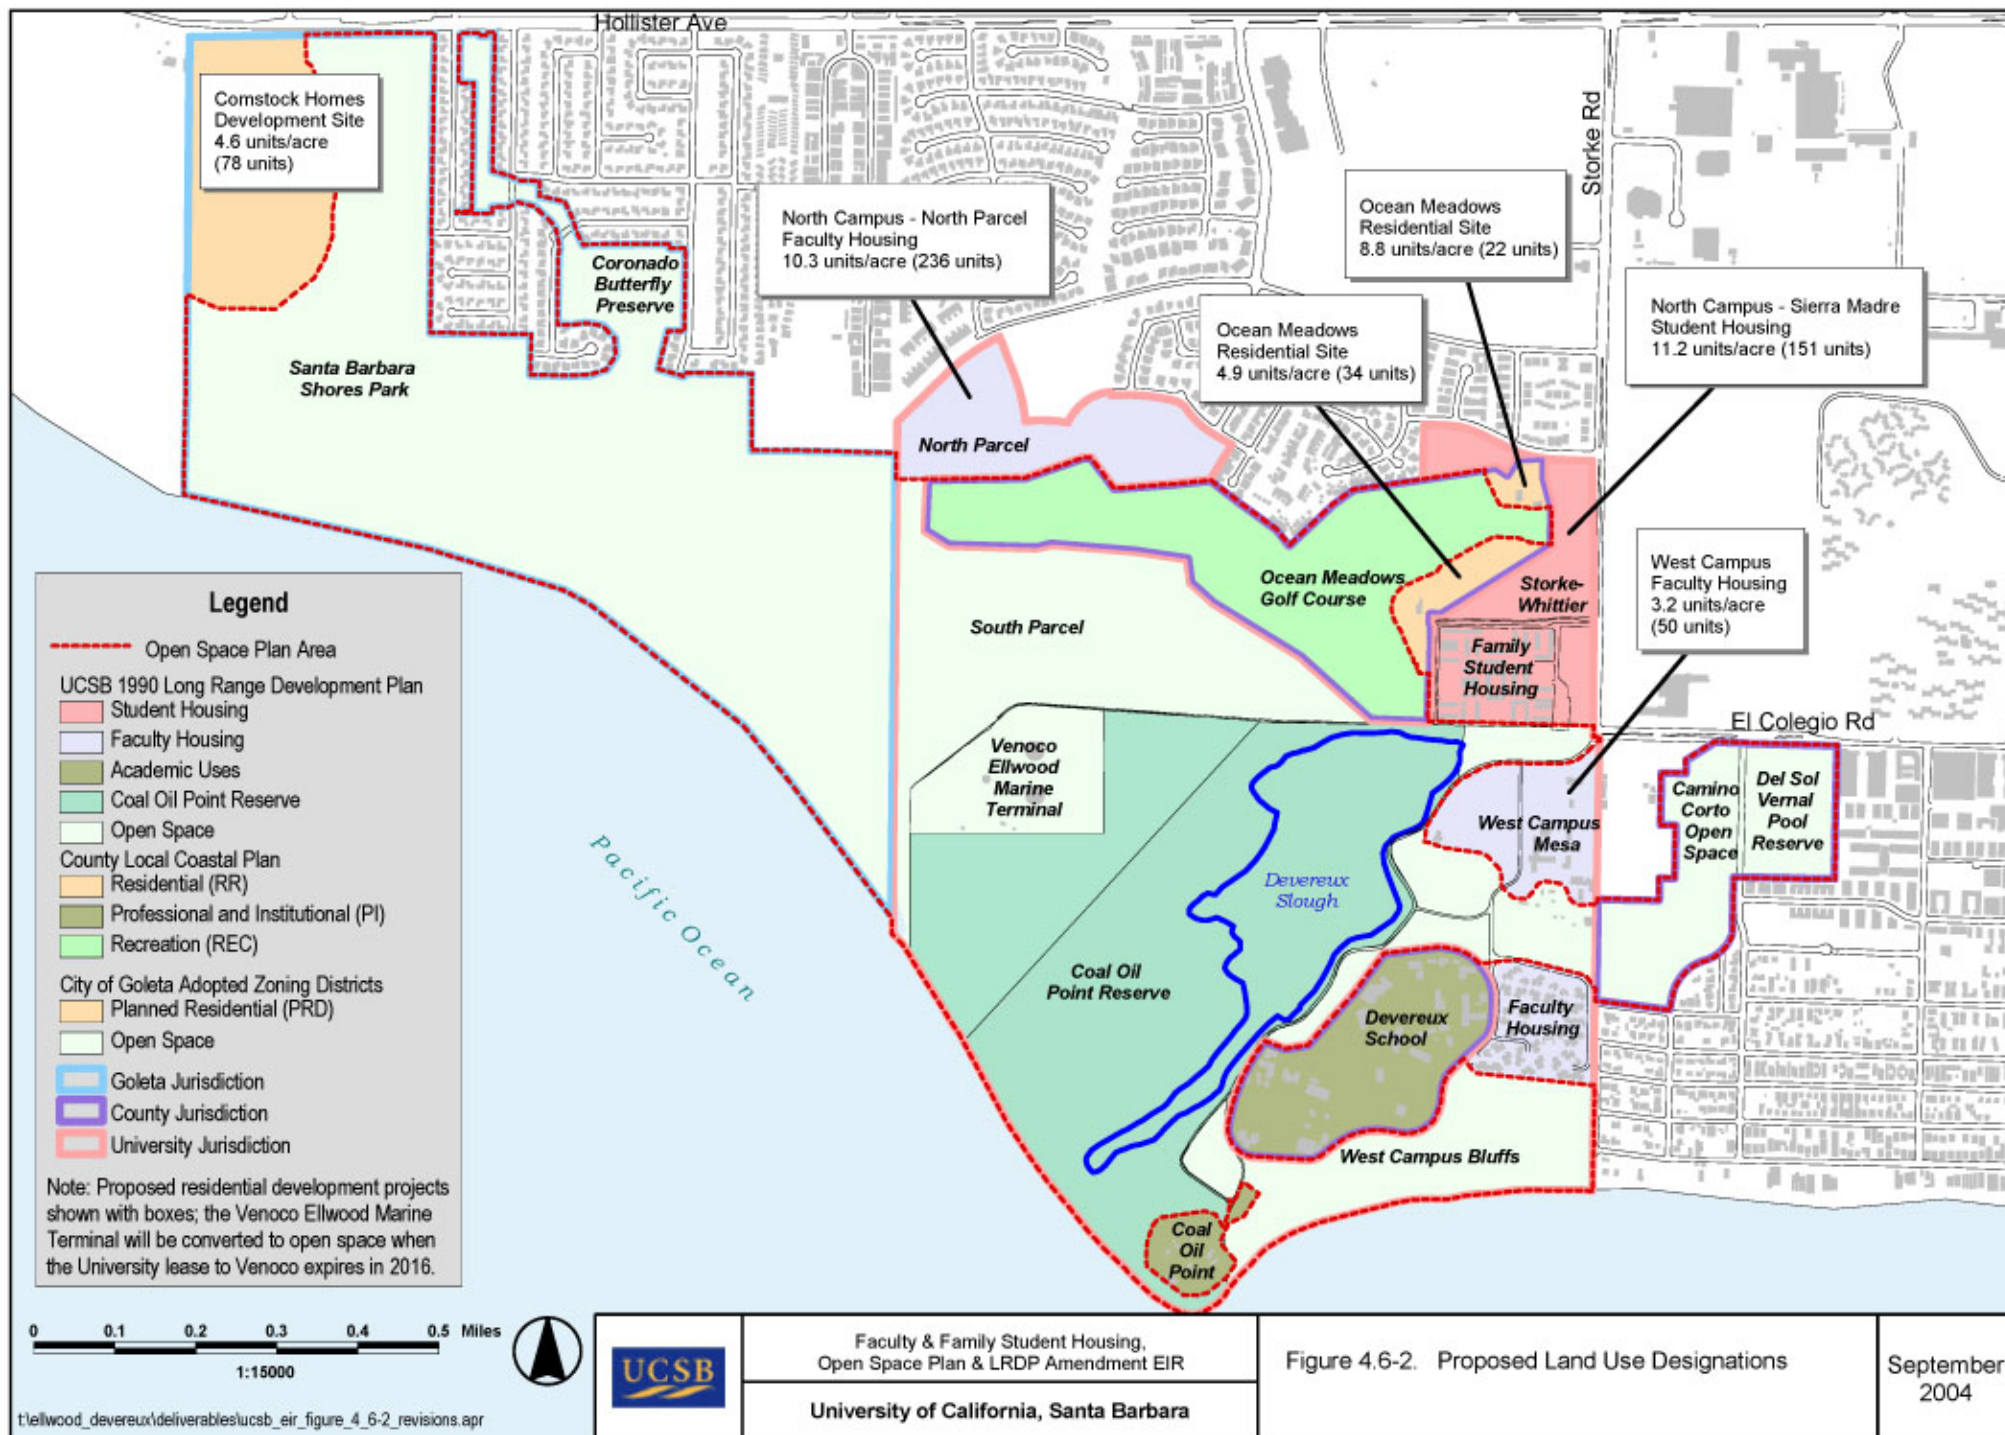 Hollister Ave
Storke Rd
Comstock Homes
Development Site
4.6 units/acre
(78 units)
North Campus - North Parcel
Faculty Housing
10.3 units/acre (236 units)
Ocean Meadows
Residential Site
8.8 units/acre (22 units)
Ocean Meadows
Residential Site
4.9 units/acre (34 units)
North Campus - Sierra Madre
Student Housing
11.2 units/acre (151 units)
West Campus
Faculty Housing
3.2 units/acre
(50 units)
Coronado
Butterfly
Preserve
Santa Barbara
Shores Park
North Parcel
Ocean Meadows
Golf Course
Storke-
Whittier
South Parcel
Family
Student
Housing
El Colegio Rd
Venoco
Ellwood
Marine
Terminal
West Campus
Mesa
Camino
Corto
Open
Space
Del Sol
Vernal
Pool
Reserve
Devereux
Slough
Pacific Ocean
Coal Oil
Point Reserve
Devereux
School
Faculty
Housing
West Campus Bluffs
Coal
Oil
Point
Legend
Open Space Plan Area
UCSB 1990 Long Range Development Plan
Student Housing
Faculty Housing
Academic Uses
Coal Oil Point Reserve
Open Space
County Local Coastal Plan
Residential (RR)
Professional and Institutional (PI)
Recreation (REC)
City of Goleta Adopted Zoning Districts
Planned Residential (PRD)
Open Space
Goleta Jurisdiction
County Jurisdiction
University Jurisdiction
Note: Proposed residential development projects
shown with boxes; the Venoco Ellwood Marine
Terminal will be converted to open space when
the University lease to Venoco expires in 2016.
0 0.1 0.2 0.3 0.4 0.5 Miles
1:15000
t:\ellwood_devereux\deliverables\ucsb_eir_figure_4_6-2_revisions.apr
UCSB
Faculty & Family Student Housing,
Open Space Plan & LRDP Amendment EIR
University of California, Santa Barbara
Figure 4.6-2. Proposed Land Use Designations
September
2004